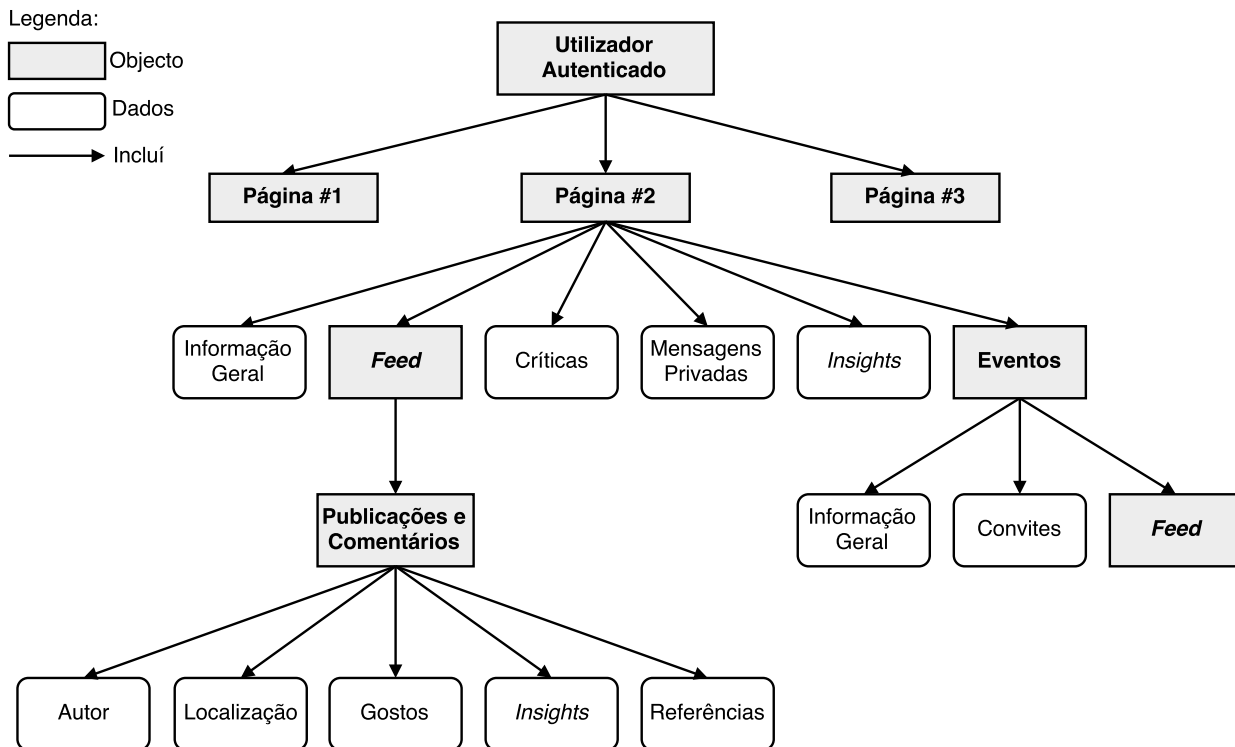 Legenda:
Objecto
Dados
Incluí
Utilizador
Autenticado
Página #1
Página #2
Página #3
Informação
Geral
Feed
Críticas
Mensagens
Privadas
Insights
Eventos
Publicações e
Comentários
Informação
Geral
Convites
Feed
Autor
Localização
Gostos
Insights
Referências